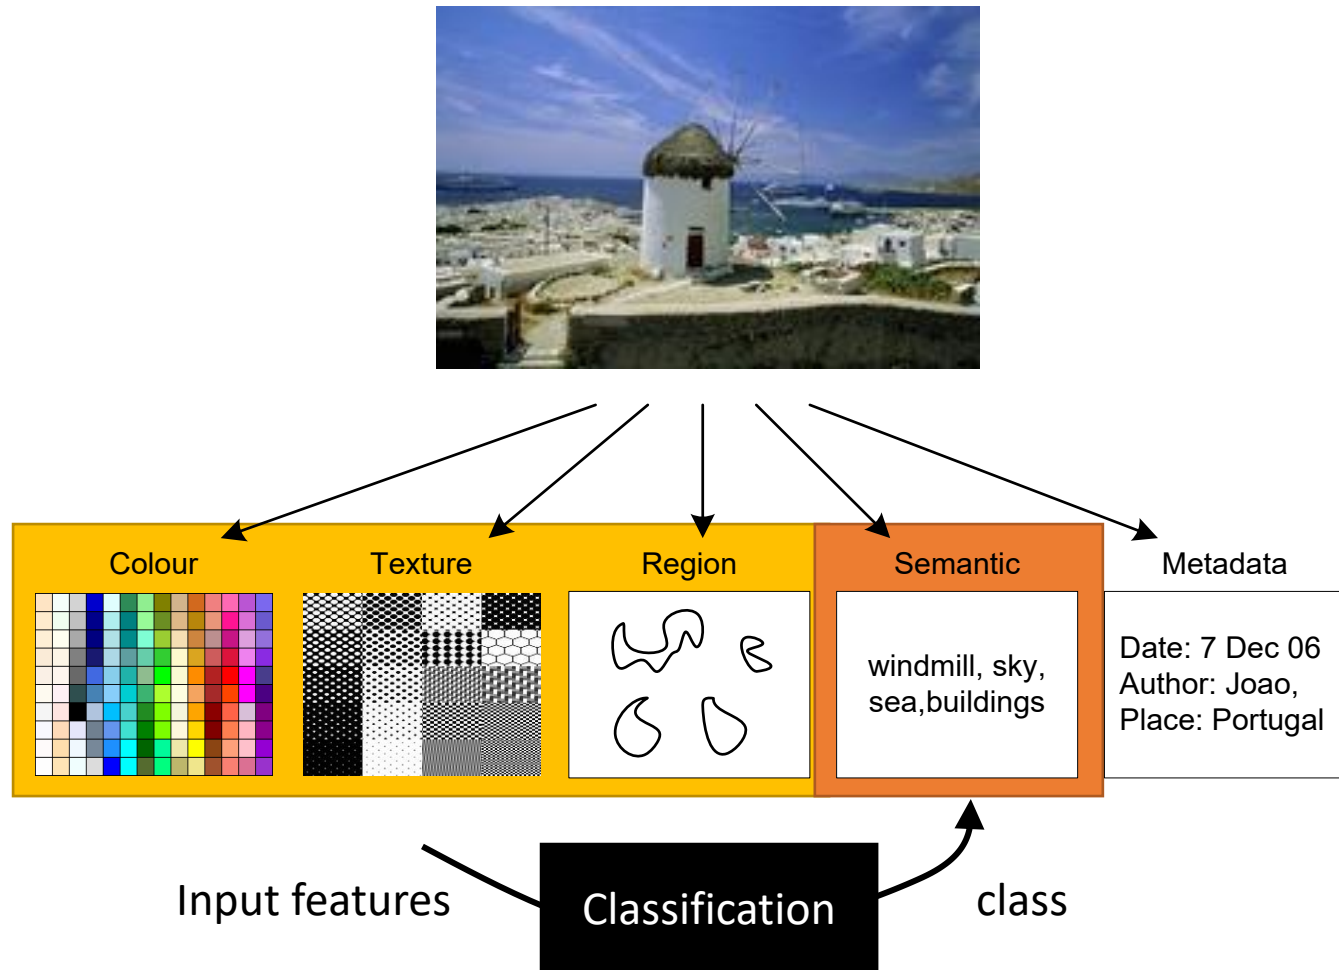 Colour
Texture
Region
Semantic
Metadata
windmill, sky,
sea,buildings
Date: 7 Dec 06
Author: Joao,
Place: Portugal
Input features
Classification
class